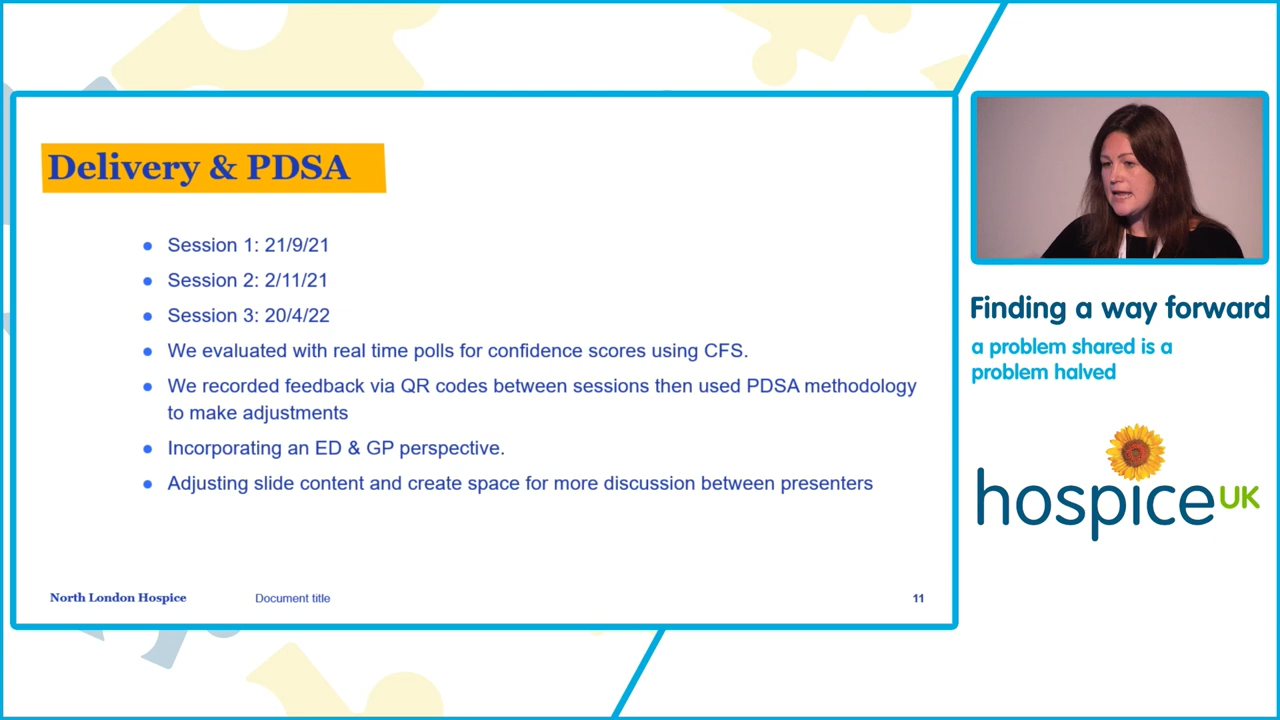 Delivery & PDSA
Session 1: 21/9/21
Session 2: 2/11/21
Session 3: 20/4/22
We evaluated with real time polls for confidence scores using CFS.
We recorded feedback via QR codes between sessions then used PDSA methodology
to make adjustments
Incorporating an ED & GP perspective.
Adjusting slide content and create space for more discussion between presenters
North London Hospice
Document title
11
Finding a way forward
a problem shared is a
problem halved
hospice UK